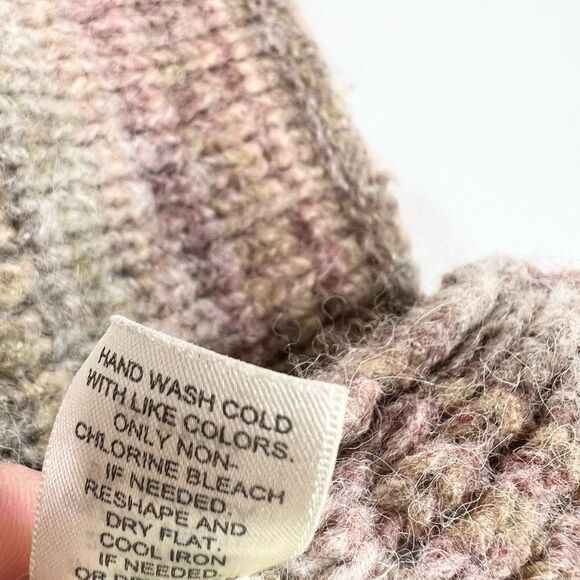 HAND WASH COLD
WITH LIKE COLORS.
ONLY NON-
CHLORINE BLEACH
IF NEEDED.
RESHAPE AND
DRY FLAT.
COOL IRON
IF NEEDED.
OR